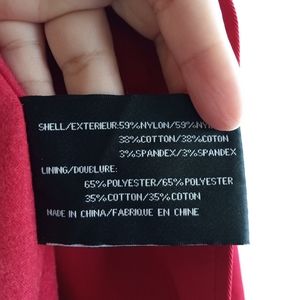 SHELL/EXTERIEUR:59%NYLON/59%NYLON
38%COTTON/38%COTON
3%SPANDEX/3%SPANDEX
LINING/DOUBLURE:
65%POLYESTER/65%POLYESTER
35%COTTON/35%COTON
MADE IN CHINA/FABRIQUE EN CHINE